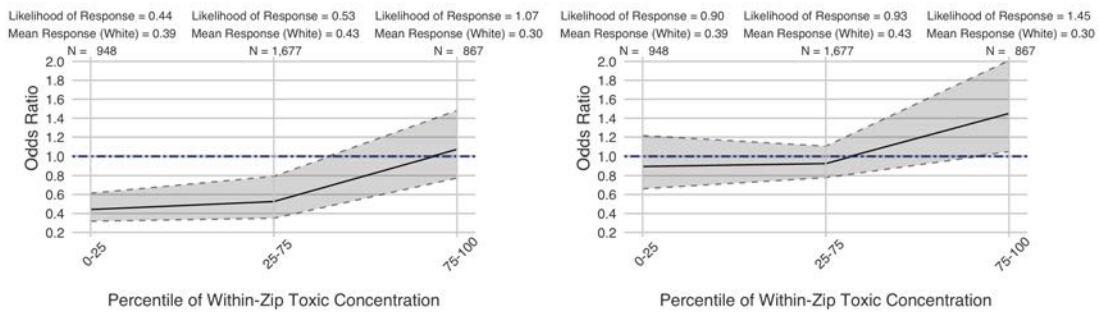 Likelihood of Response = 0.44 Likelihood of Response = 0.53 Likelihood of Response = 1.07
Mean Response (White) = 0.39 Mean Response (White) = 0.43 Mean Response (White) = 0.30
N = 948 N = 1,677 N = 867
2.0
1.8
1.6
1.4
1.2
1.0
0.8
0.6
0.4
0.2
Odds Ratio
0-25 25-75 75-100
Percentile of Within-Zip Toxic Concentration
Likelihood of Response = 0.90 Likelihood of Response = 0.93 Likelihood of Response = 1.45
Mean Response (White) = 0.39 Mean Response (White) = 0.43 Mean Response (White) = 0.30
N = 948 N = 1,677 N = 867
2.0
1.8
1.6
1.4
1.2
1.0
0.8
0.6
0.4
0.2
Odds Ratio
0-25 25-75 75-100
Percentile of Within-Zip Toxic Concentration